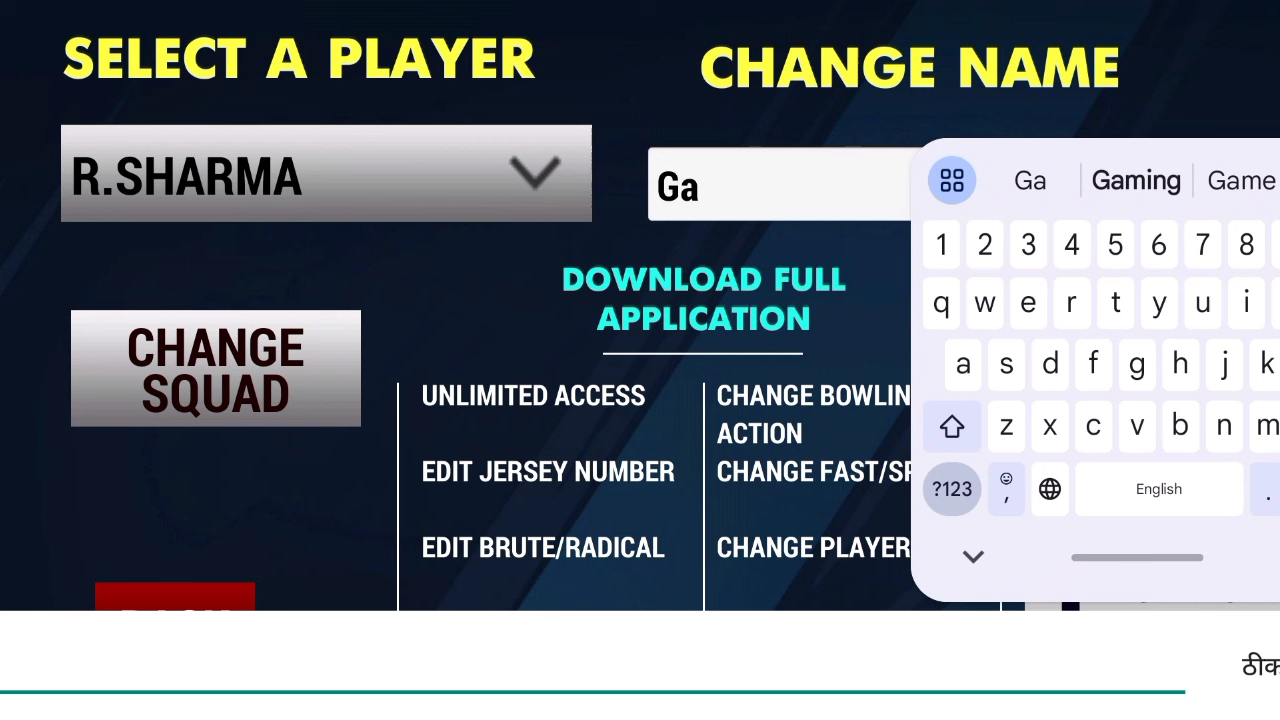 SELECT A PLAYER
CHANGE NAME
R.SHARMA
Ga
DOWNLOAD FULL
APPLICATION
CHANGE
SQUAD
UNLIMITED ACCESS
EDIT JERSEY NUMBER
EDIT BRUTE/RADICAL
CHANGE BOWLIN
ACTION
CHANGE FAST/SP
CHANGE PLAYER
Ga Gaming Game
1 2 3 4 5 6 7 8
q w e r t y u i
a s d f g h j k
z x c v b n m
?123 , English .
ठीक